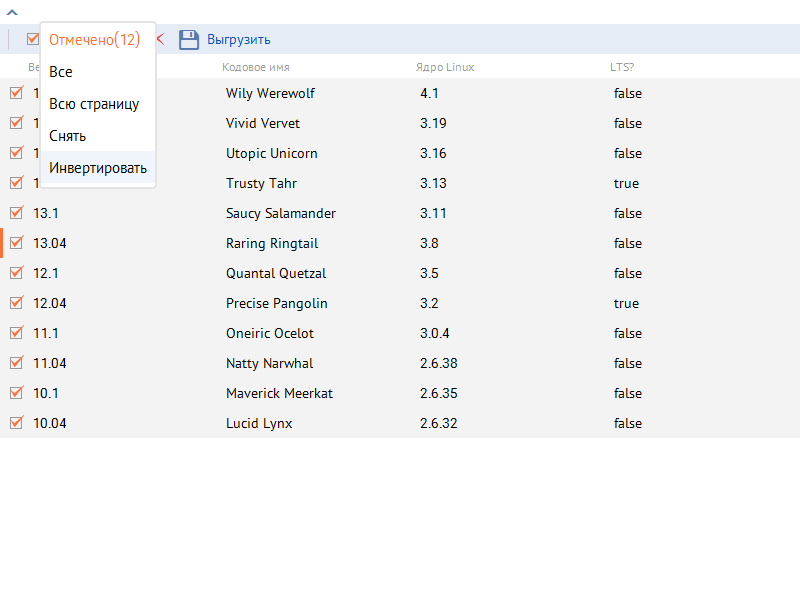 Отмечено(12) Выгрузить
Все
Всю страницу
Снять
Инвертировать
Ве Кодовое имя Ядро Linux LTS?
1 Wily Werewolf 4.1 false
1 Vivid Vervet 3.19 false
1 Utopic Unicorn 3.16 false
1 Trusty Tahr 3.13 true
13.1 Saucy Salamander 3.11 false
13.04 Raring Ringtail 3.8 false
12.1 Quantal Quetzal 3.5 false
12.04 Precise Pangolin 3.2 true
11.1 Oneiric Ocelot 3.0.4 false
11.04 Natty Narwhal 2.6.38 false
10.1 Maverick Meerkat 2.6.35 false
10.04 Lucid Lynx 2.6.32 false